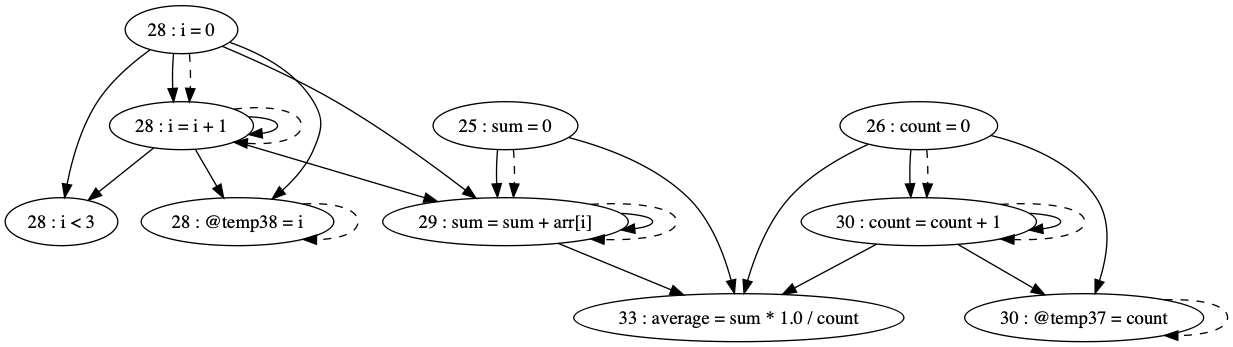 28 : i = 0
28 : i = i + 1
25 : sum = 0
26 : count = 0
28 : i < 3
28 : @temp38 = i
29 : sum = sum + arr[i]
30 : count = count + 1
33 : average = sum * 1.0 / count
30 : @temp37 = count